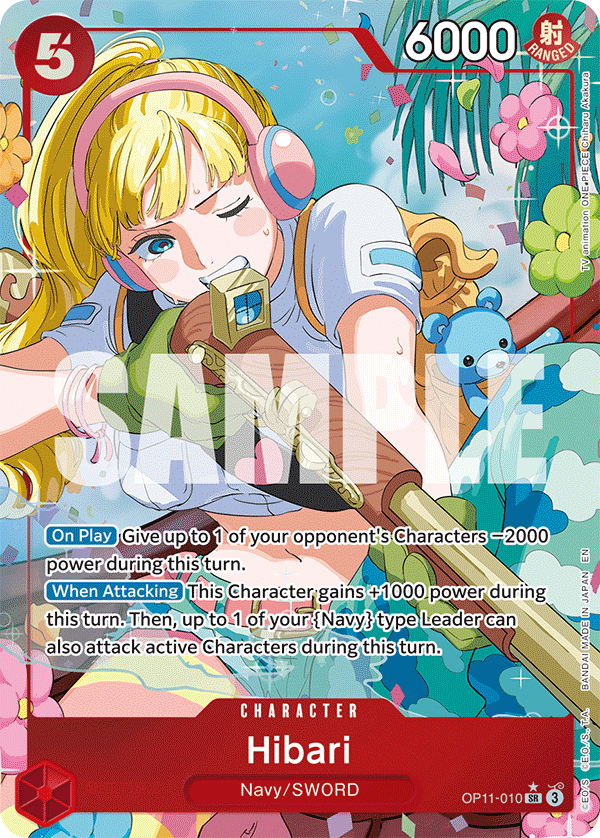 5
6000
射
RANGED
TV animation ONE PIECE Chiharu Akakura
SAMPLE
On Play Give up to 1 of your opponent's Characters −2000
power during this turn.
When Attacking This Character gains +1000 power during
this turn. Then, up to 1 of your {Navy} type Leader can
also attack active Characters during this turn.
BANDAI MADE IN JAPAN EN
©E.O./S. ©E.O./S., T.A.
CHARACTER
Hibari
Navy/SWORD
OP11-010 SR ★ 3